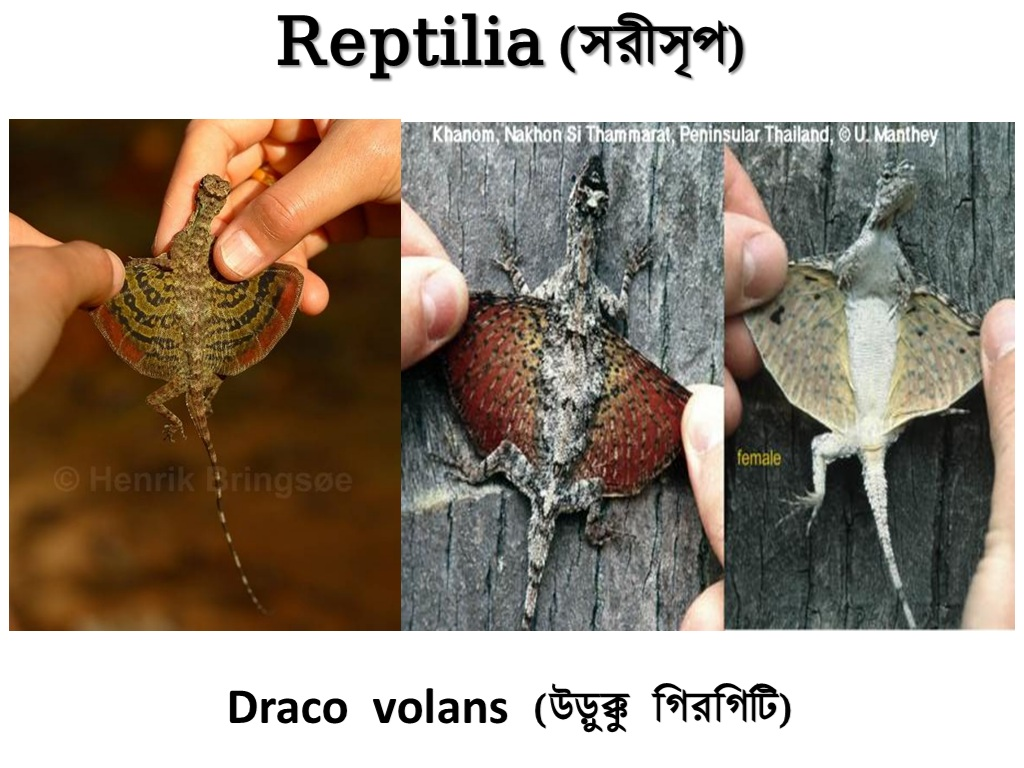 Reptilia (সরীসৃপ)
Khanom, Nakhon Si Thammarat, Peninsular Thailand, © U. Manthey
© Henrik Bringsøe
female
Draco volans (উড়ুক্কু গিরগিটি)